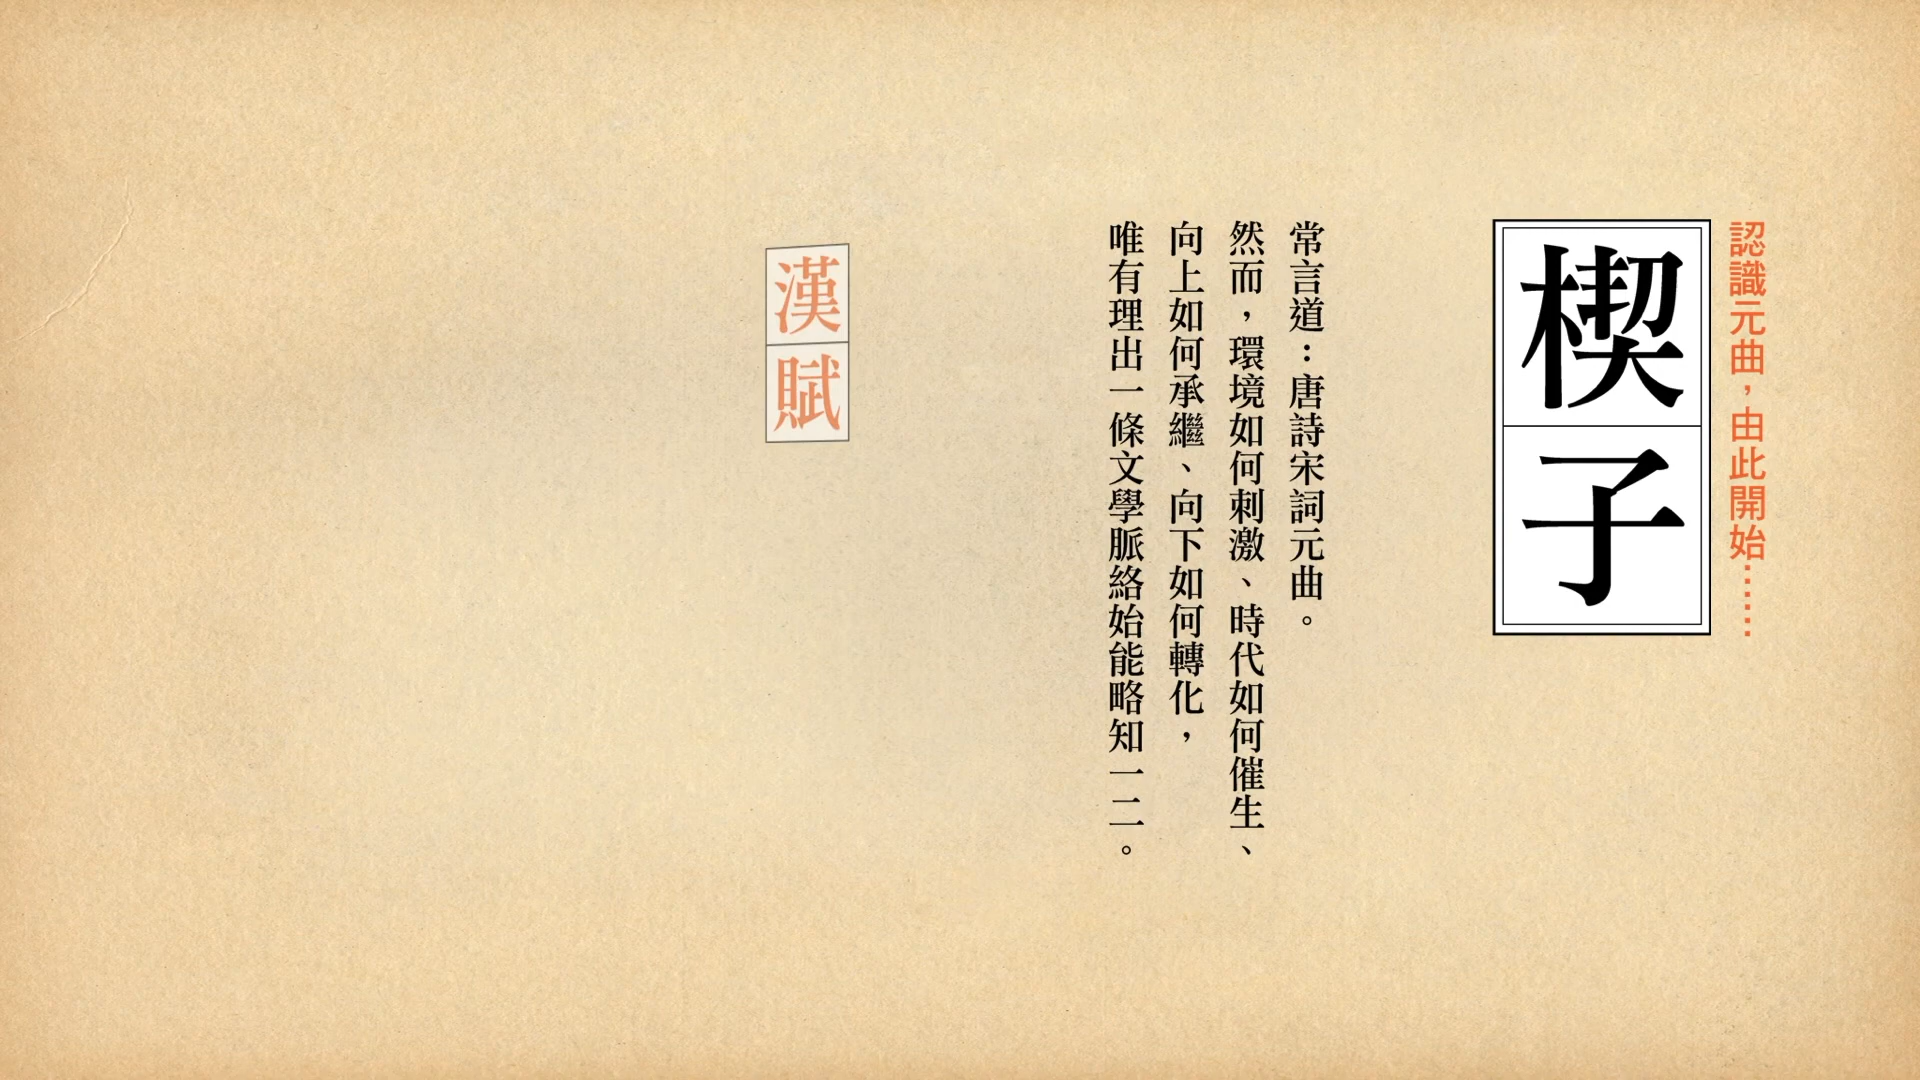 認識元曲，由此開始⋯⋯
楔子
常言道：唐詩宋詞元曲。
然而，環境如何刺激、時代如何催生、
向上如何承繼、向下如何轉化，
唯有理出一條文學脈絡始能略知一二。
漢賦